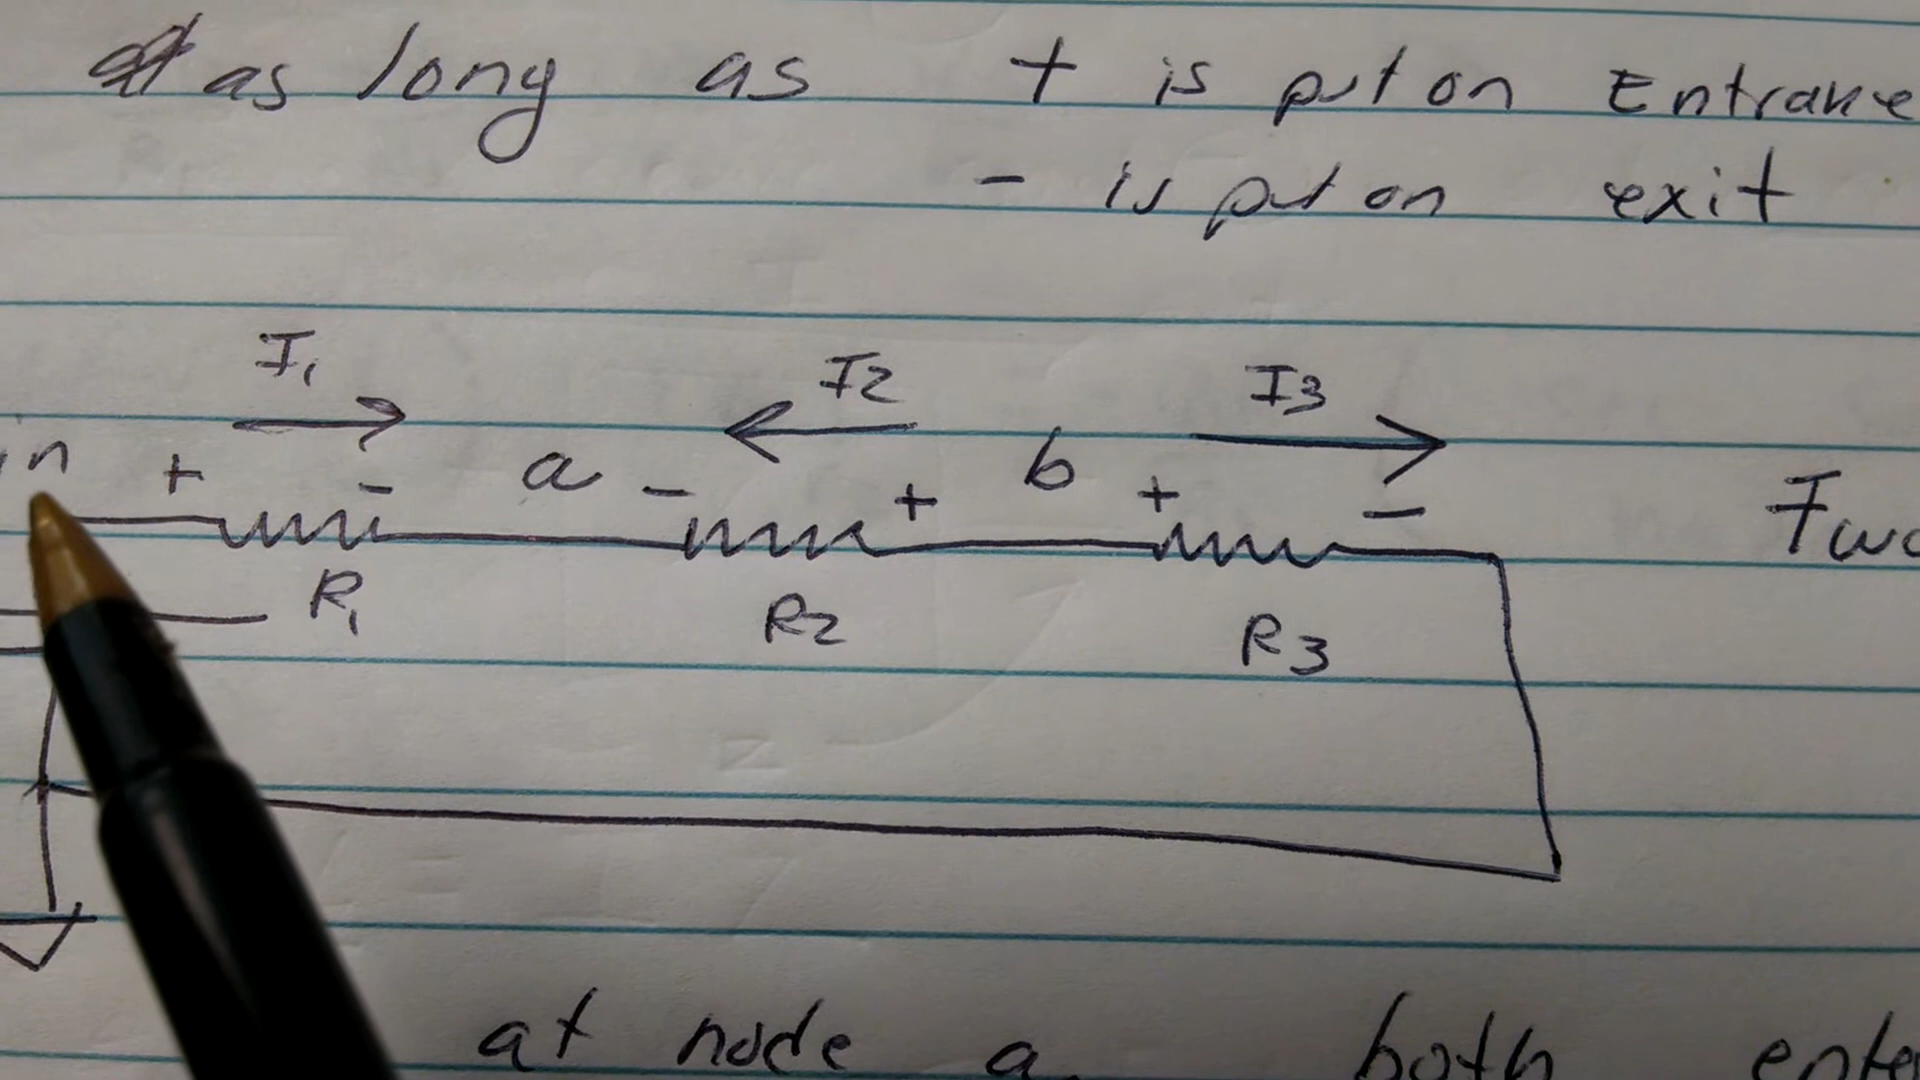 as long as + is put on Entrance
- is put on exit
I1 I2 I3
in + - a - + b + -
R1 R2 R3
at node a both